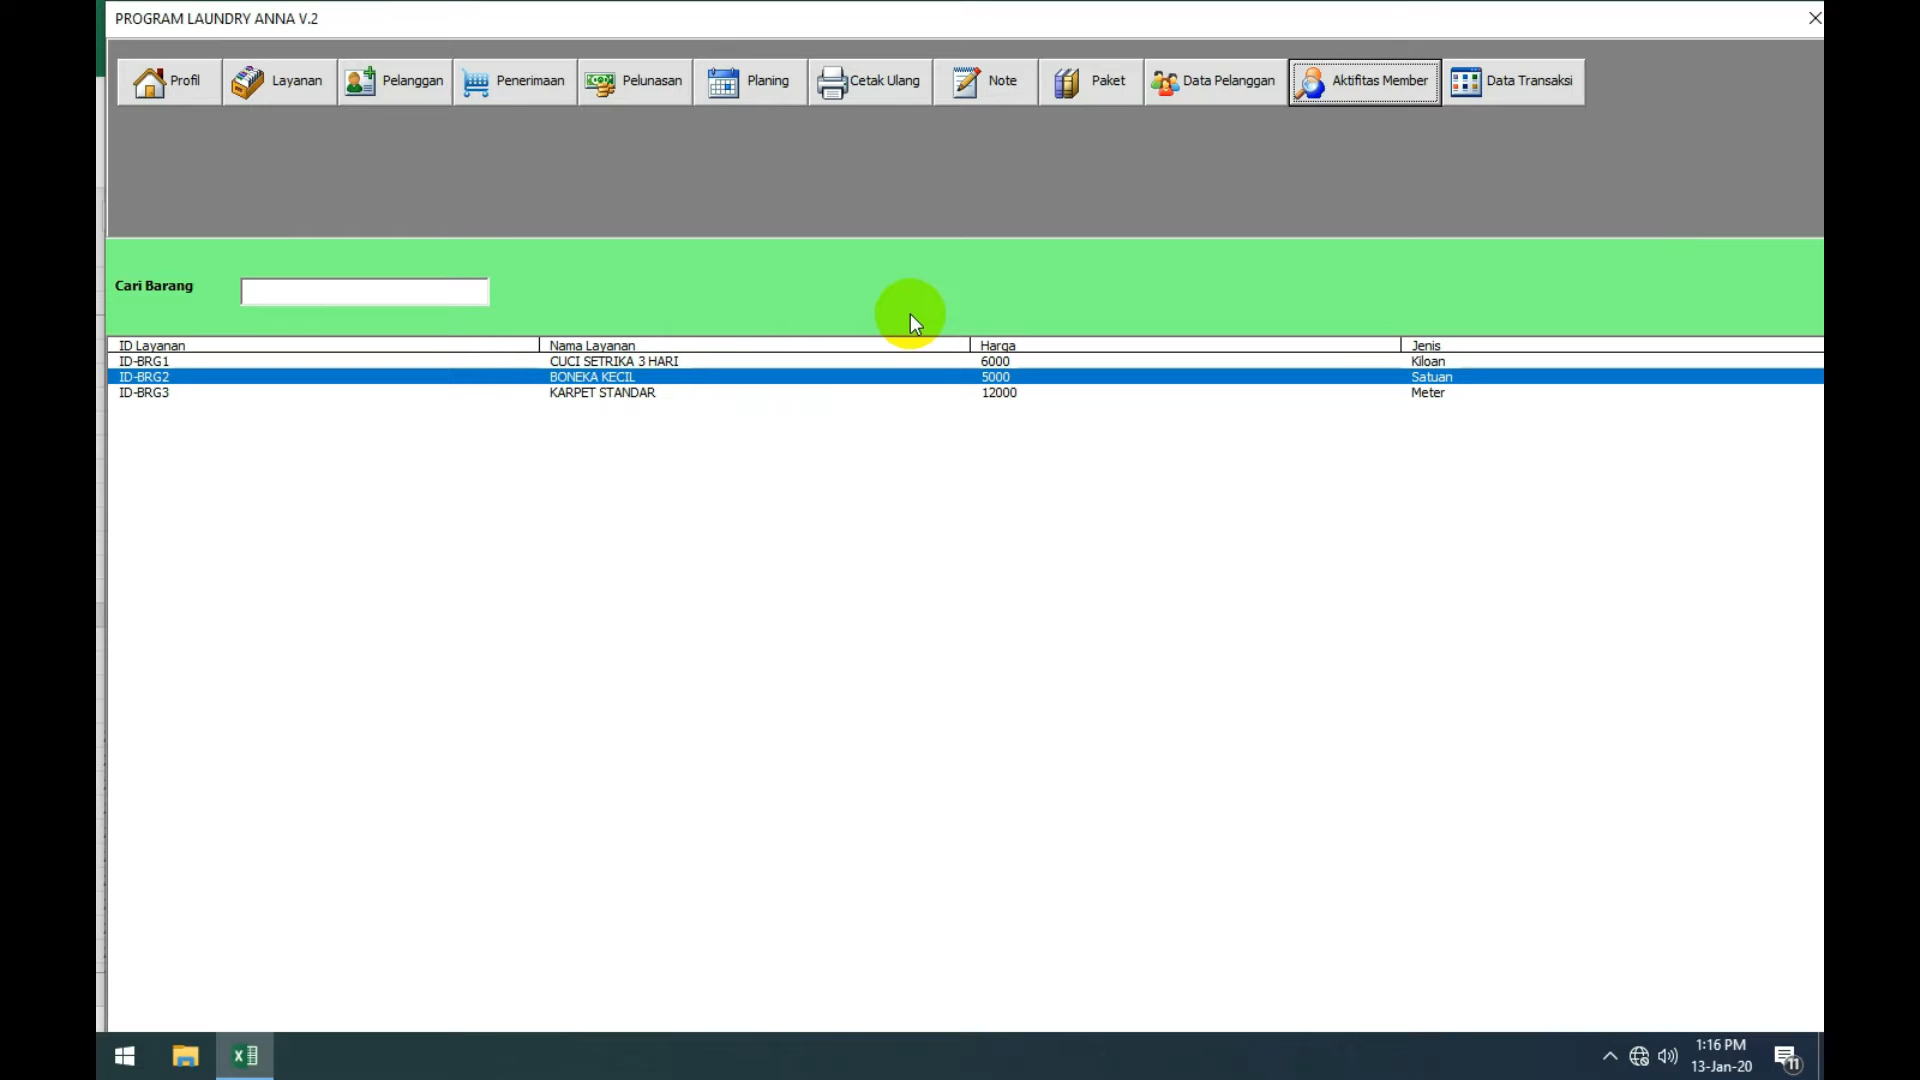 PROGRAM LAUNDRY ANNA V.2
Profil Layanan Pelanggan Penerimaan Pelunasan Planing Cetak Ulang Note Paket Data Pelanggan Aktifitas Member Data Transaksi
Cari Barang
ID Layanan Nama Layanan Harga Jenis
ID-BRG1 CUCI SETRIKA 3 HARI 6000 Kiloan
ID-BRG2 BONEKA KECIL 5000 Satuan
ID-BRG3 KARPET STANDAR 12000 Meter
1:16 PM
13-Jan-20
11